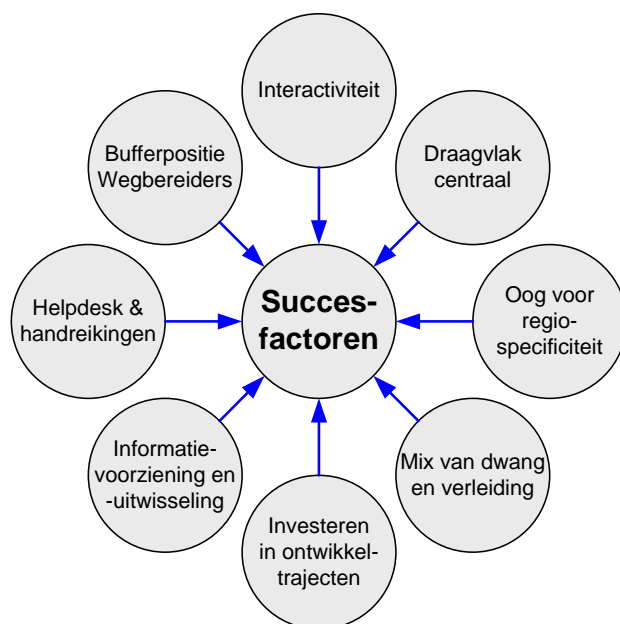 Interactiviteit
Bufferpositie
Wegbereiders
Draagvlak
centraal
Helpdesk &
handreikingen
Succes-
factoren
Oog voor
regio-
specificiteit
Informatie-
voorziening en
-uitwisseling
Mix van dwang
en verleiding
Investeren
in ontwikkel-
trajecten